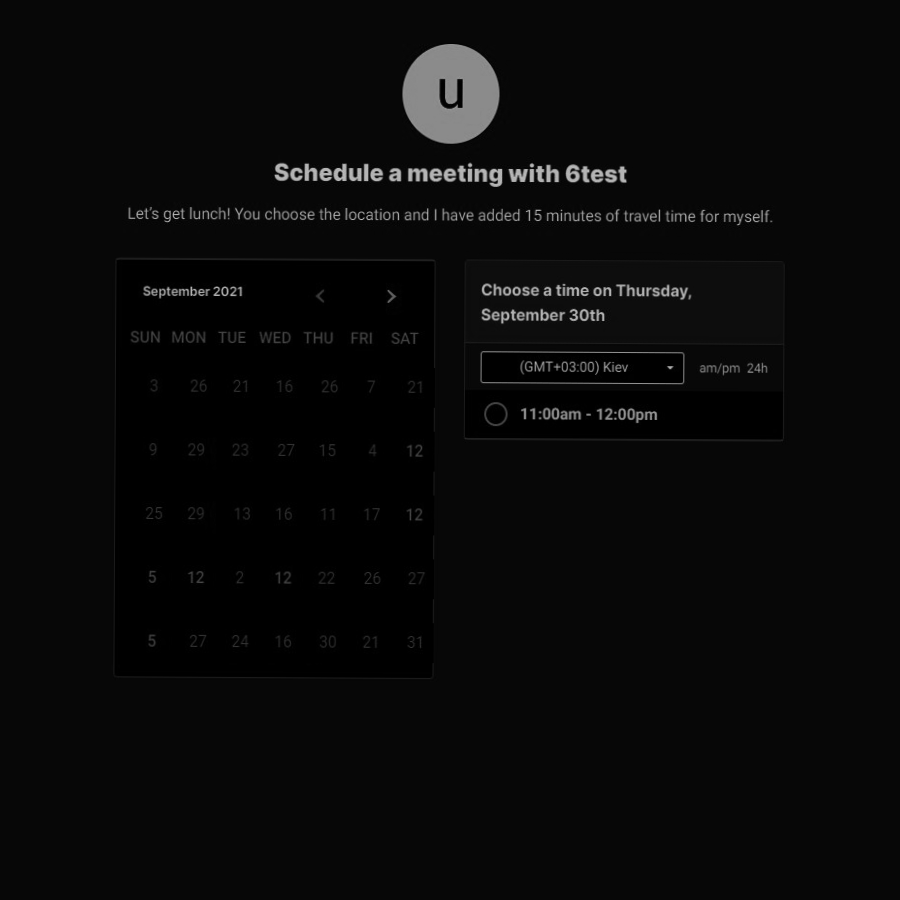 u
Schedule a meeting with 6test
Let's get lunch! You choose the location and I have added 15 minutes of travel time for myself.
September 2021
SUN MON TUE WED THU FRI SAT
3 26 21 16 26 7 21
9 29 23 27 15 4 12
25 29 13 16 11 17 12
5 12 2 12 22 26 27
5 27 24 16 30 21 31
Choose a time on Thursday,
September 30th
(GMT+03:00) Kiev am/pm 24h
11:00am - 12:00pm